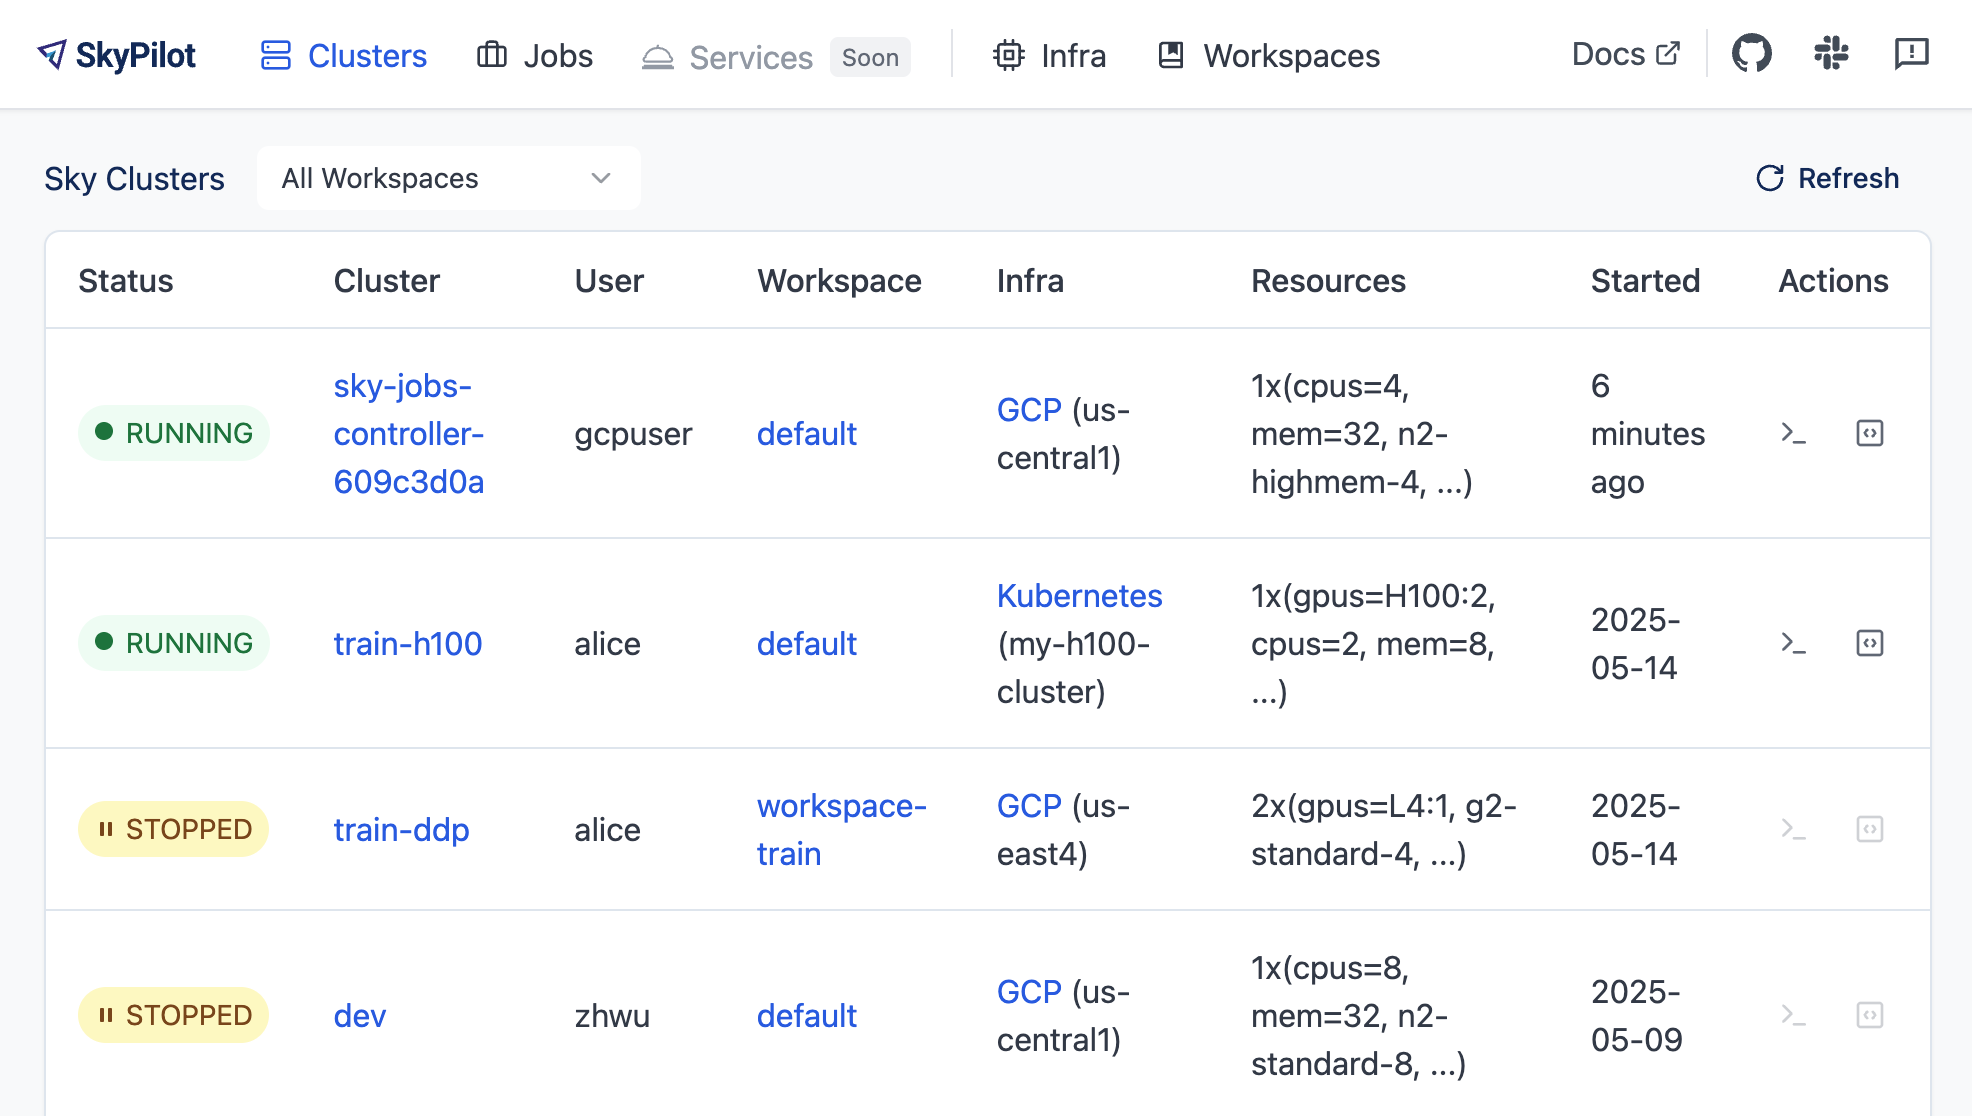 SkyPilot Clusters Jobs Services Soon Infra Workspaces Docs
Sky Clusters All Workspaces Refresh
Status Cluster User Workspace Infra Resources Started Actions
RUNNING
sky-jobs-
controller-
609c3d0a
gcpuser
default
GCP (us-
central1)
1x(cpus=4,
mem=32, n2-
highmem-4, ...)
6
minutes
ago
RUNNING
train-h100
alice
default
Kubernetes
(my-h100-
cluster)
1x(gpus=H100:2,
cpus=2, mem=8,
...)
2025-
05-14
STOPPED
train-ddp
alice
workspace-
train
GCP (us-
east4)
2x(gpus=L4:1, g2-
standard-4, ...)
2025-
05-14
STOPPED
dev
zhwu
default
GCP (us-
central1)
1x(cpus=8,
mem=32, n2-
standard-8, ...)
2025-
05-09